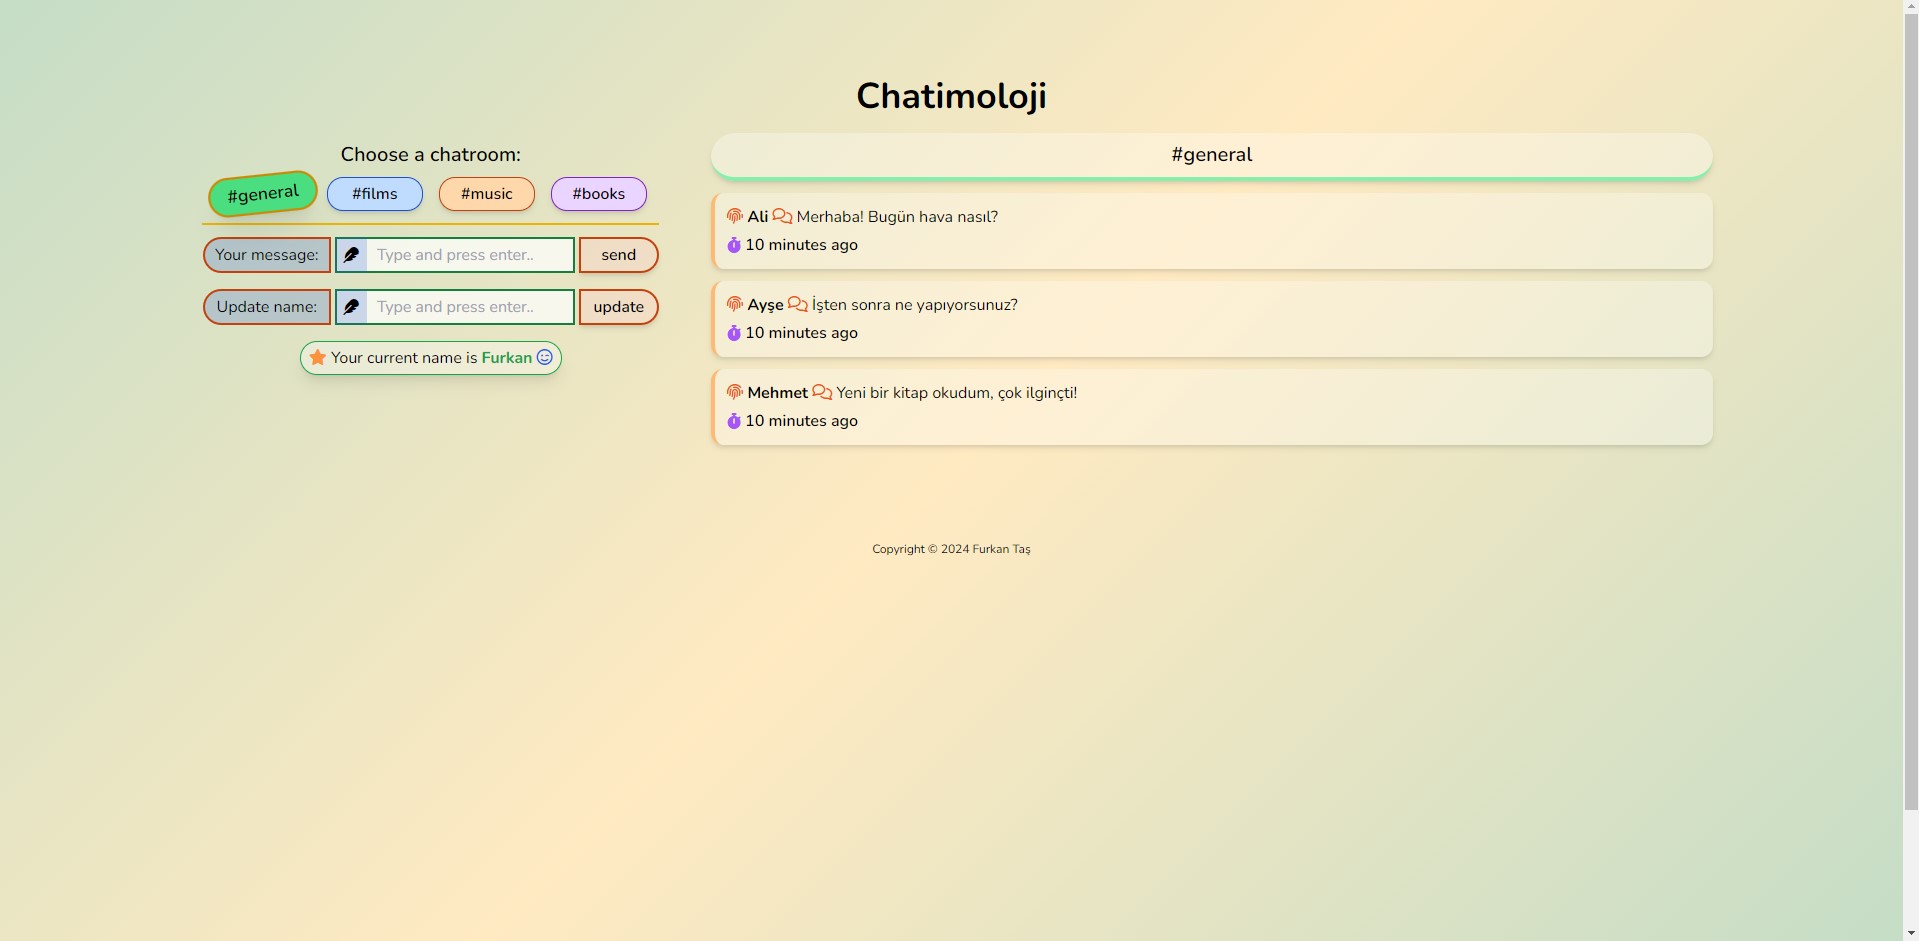 Chatimoloji
Choose a chatroom:
#general #films #music #books
Your message: Type and press enter.. send
Update name: Type and press enter.. update
Your current name is Furkan
#general
Ali Merhaba! Bugün hava nasıl?
10 minutes ago
Ayşe İşten sonra ne yapıyorsunuz?
10 minutes ago
Mehmet Yeni bir kitap okudum, çok ilginçti!
10 minutes ago
Copyright © 2024 Furkan Taş